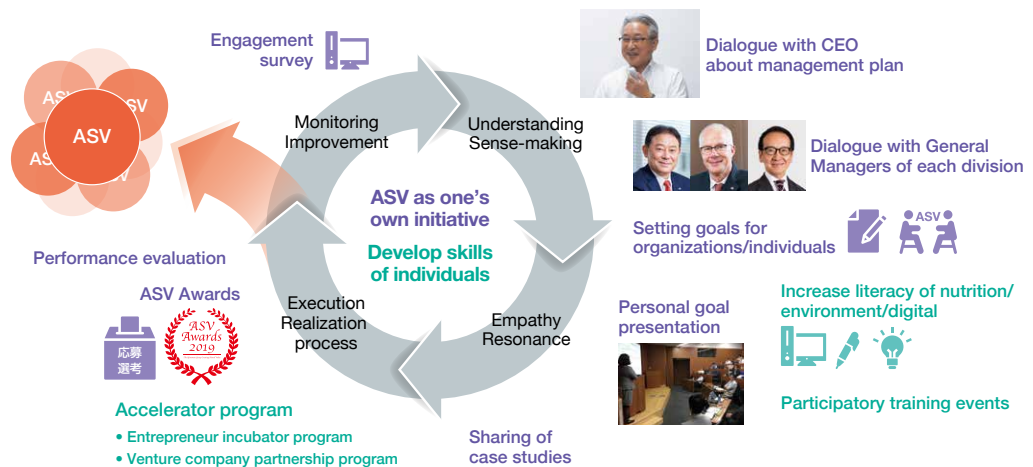 Engagement
survey
Dialogue with CEO
about management plan
ASV
ASV
ASV
ASV
Monitoring
Improvement
Understanding
Sense-making
Dialogue with General
Managers of each division
ASV as one's
own initiative
Develop skills
of individuals
Setting goals for
organizations/individuals
ASV
Performance evaluation
ASV Awards
応募
選考
ASV
Awards
2019
Execution
Realization
process
Empathy
Resonance
Personal goal
presentation
Increase literacy of nutrition/
environment/digital
Participatory training events
Accelerator program
• Entrepreneur incubator program
• Venture company partnership program
Sharing of
case studies